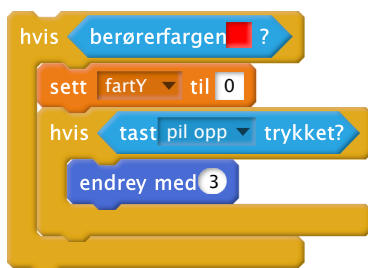 hvis berørerfargen ?
sett fartY til 0
hvis tast pil opp trykket?
endrey med 3